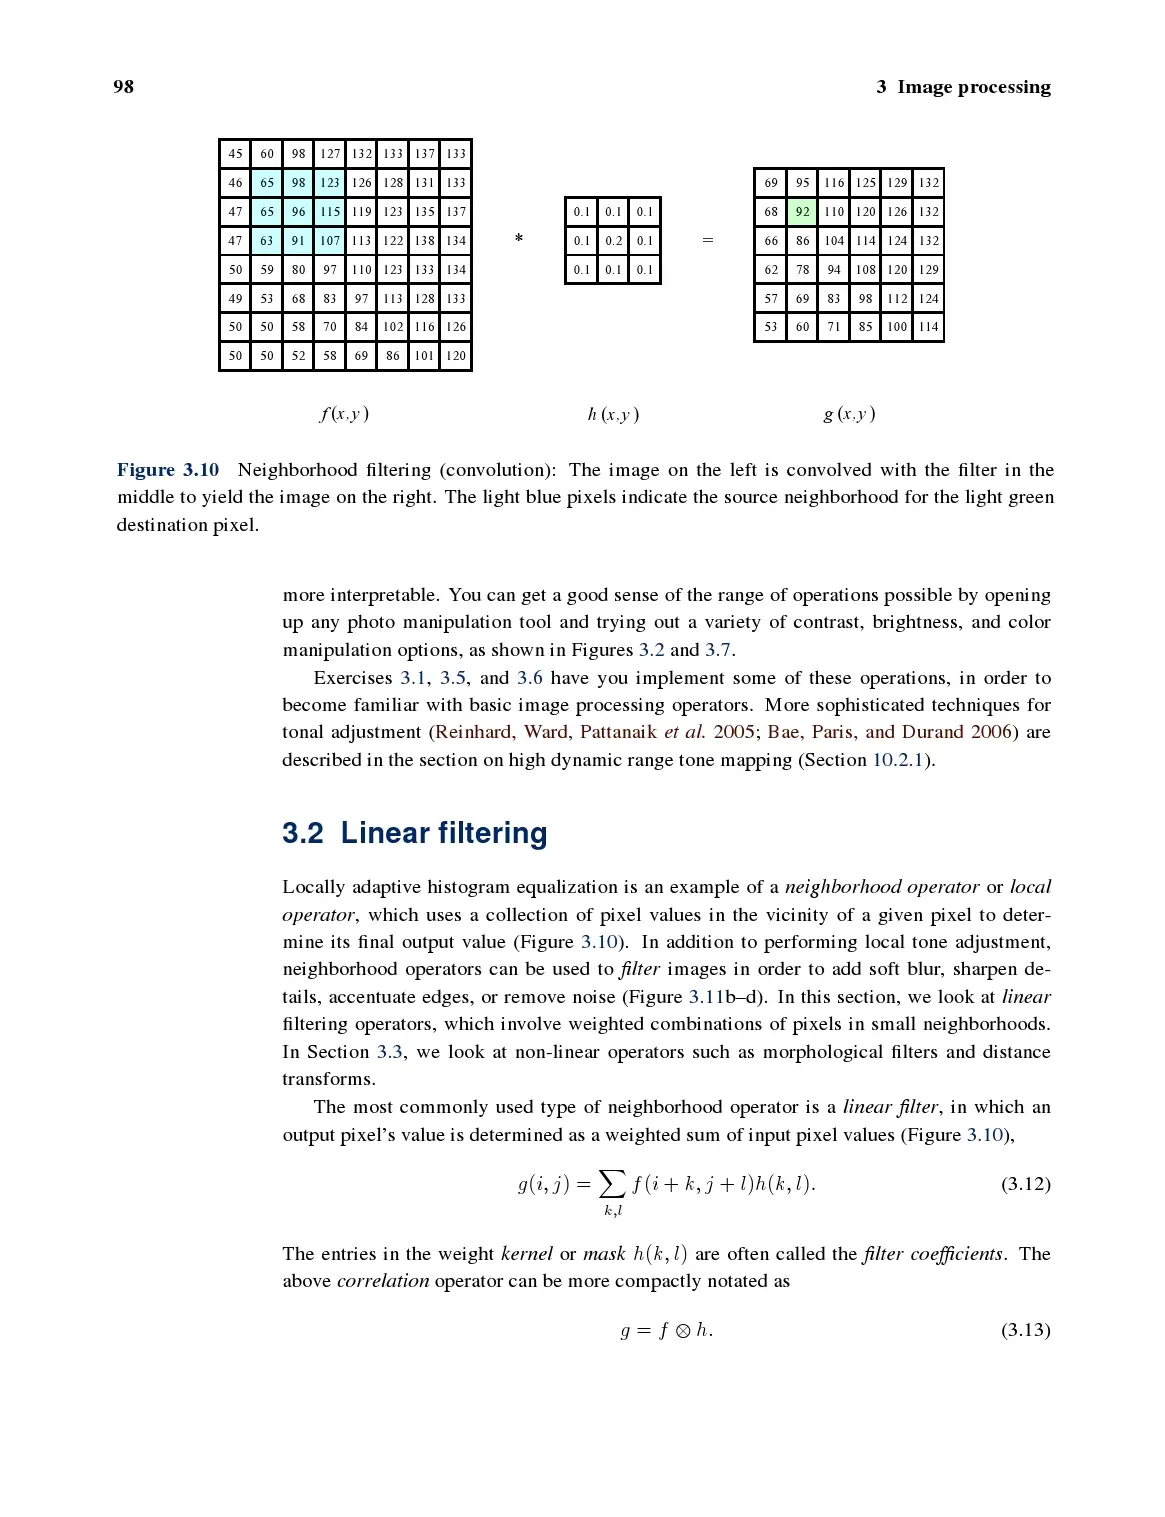 98 3 Image processing
45 60 98 127 132 133 137 133
46 65 98 123 126 128 131 133
47 65 96 115 119 123 135 137
47 63 91 107 113 122 138 134
50 59 80 97 110 123 133 134
49 53 68 83 97 113 128 133
50 50 58 70 84 102 116 126
50 50 52 58 69 86 101 120
f (x,y)
*
0.1 0.1 0.1
0.1 0.2 0.1
0.1 0.1 0.1
h (x,y)
=
69 95 116 125 129 132
68 92 110 120 126 132
66 86 104 114 124 132
62 78 94 108 120 129
57 69 83 98 112 124
53 60 71 85 100 114
g (x,y)
Figure 3.10 Neighborhood filtering (convolution): The image on the left is convolved with the filter in the
middle to yield the image on the right. The light blue pixels indicate the source neighborhood for the light green
destination pixel.
more interpretable. You can get a good sense of the range of operations possible by opening
up any photo manipulation tool and trying out a variety of contrast, brightness, and color
manipulation options, as shown in Figures 3.2 and 3.7.
Exercises 3.1, 3.5, and 3.6 have you implement some of these operations, in order to
become familiar with basic image processing operators. More sophisticated techniques for
tonal adjustment (Reinhard, Ward, Pattanaik et al. 2005; Bae, Paris, and Durand 2006) are
described in the section on high dynamic range tone mapping (Section 10.2.1).
3.2 Linear filtering
Locally adaptive histogram equalization is an example of a neighborhood operator or local
operator, which uses a collection of pixel values in the vicinity of a given pixel to deter-
mine its final output value (Figure 3.10). In addition to performing local tone adjustment,
neighborhood operators can be used to filter images in order to add soft blur, sharpen de-
tails, accentuate edges, or remove noise (Figure 3.11b–d). In this section, we look at linear
filtering operators, which involve weighted combinations of pixels in small neighborhoods.
In Section 3.3, we look at non-linear operators such as morphological filters and distance
transforms.
The most commonly used type of neighborhood operator is a linear filter, in which an
output pixel's value is determined as a weighted sum of input pixel values (Figure 3.10),
g(i, j) = ∑ f(i + k, j + l)h(k, l). (3.12)
k,l
The entries in the weight kernel or mask h(k, l) are often called the filter coefficients. The
above correlation operator can be more compactly notated as
g = f ⊗ h. (3.13)